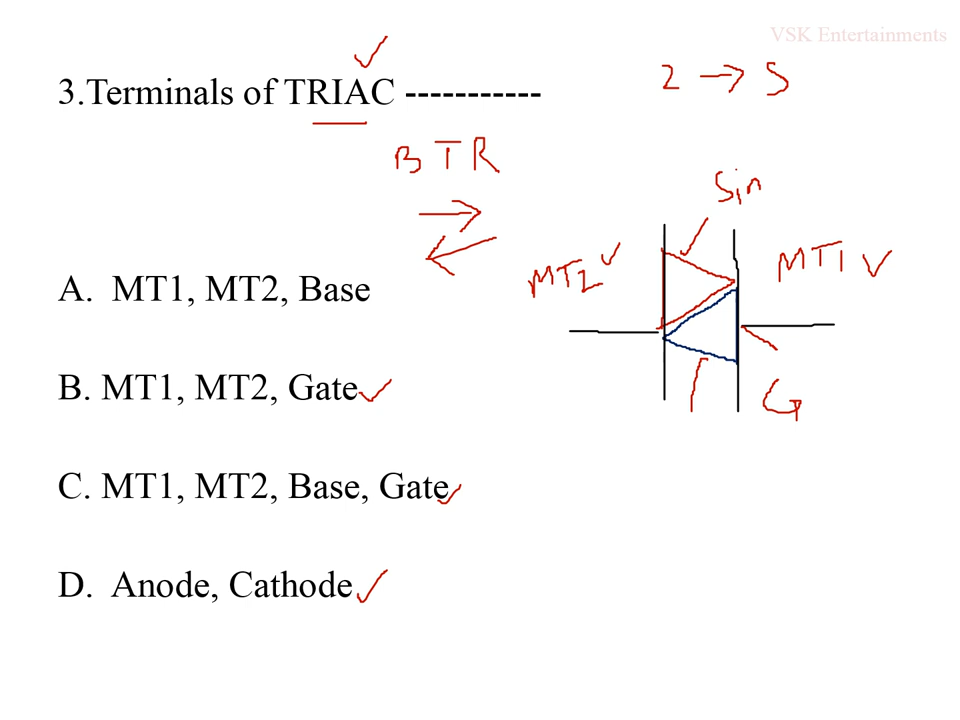 VSK Entertainments
3.Terminals of TRIAC -----------
2 → 5
BTR
Sin
MT2
MT1
A. MT1, MT2, Base
B. MT1, MT2, Gate
G
C. MT1, MT2, Base, Gate
D. Anode, Cathode